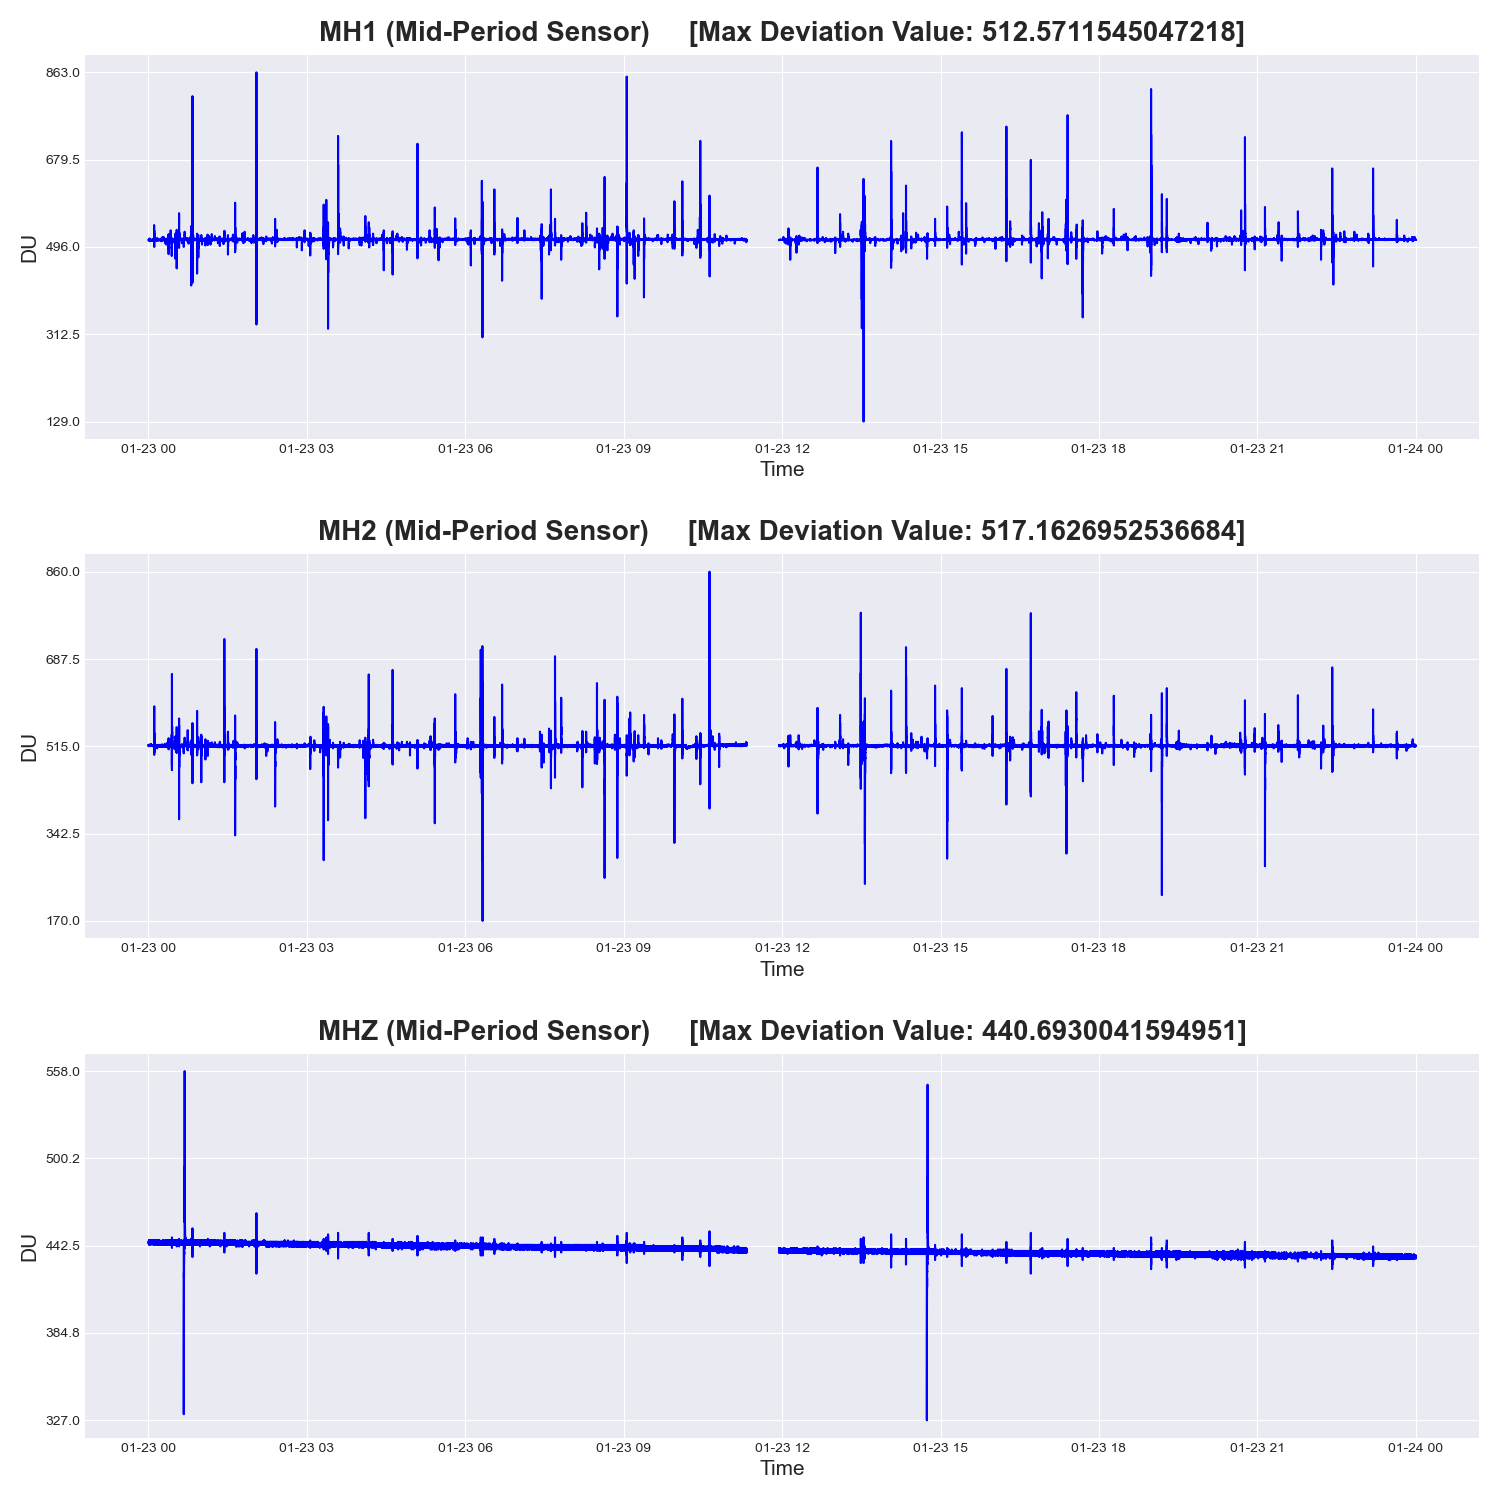 MH1 (Mid-Period Sensor) [Max Deviation Value: 512.5711545047218]
863.0
679.5
496.0
312.5
129.0
DU
01-23 00 01-23 03 01-23 06 01-23 09 01-23 12 01-23 15 01-23 18 01-23 21 01-24 00
Time
MH2 (Mid-Period Sensor) [Max Deviation Value: 517.1626952536684]
860.0
687.5
515.0
342.5
170.0
DU
01-23 00 01-23 03 01-23 06 01-23 09 01-23 12 01-23 15 01-23 18 01-23 21 01-24 00
Time
MHZ (Mid-Period Sensor) [Max Deviation Value: 440.6930041594951]
558.0
500.2
442.5
384.8
327.0
DU
01-23 00 01-23 03 01-23 06 01-23 09 01-23 12 01-23 15 01-23 18 01-23 21 01-24 00
Time